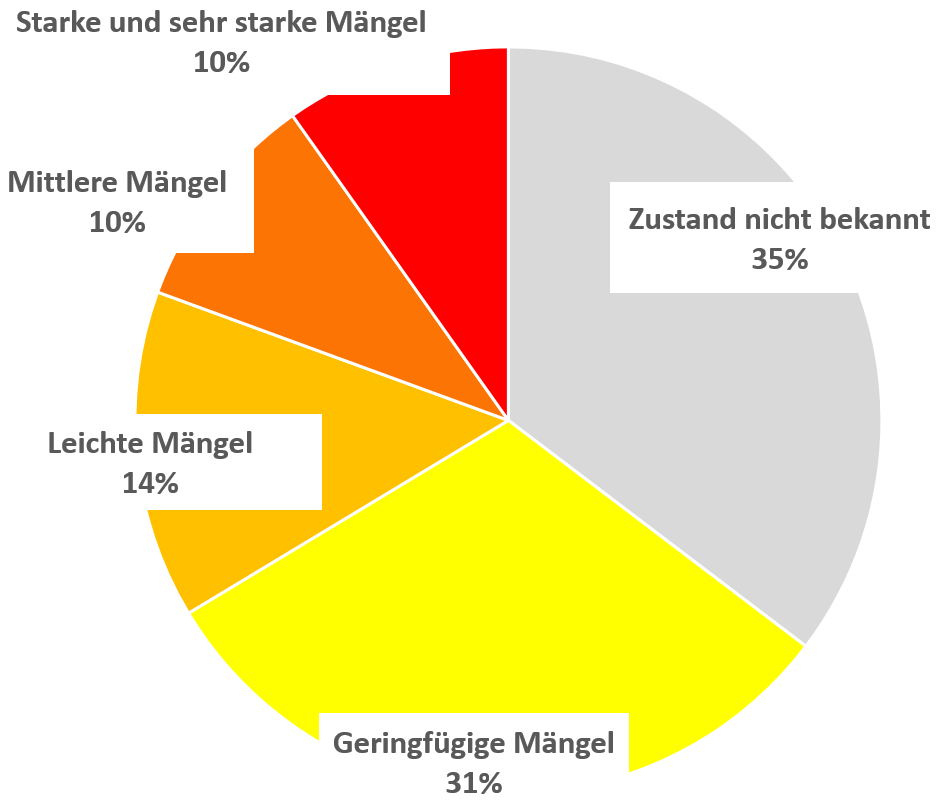 Starke und sehr starke Mängel
10%
Mittlere Mängel
10%
Zustand nicht bekannt
35%
Leichte Mängel
14%
Geringfügige Mängel
31%